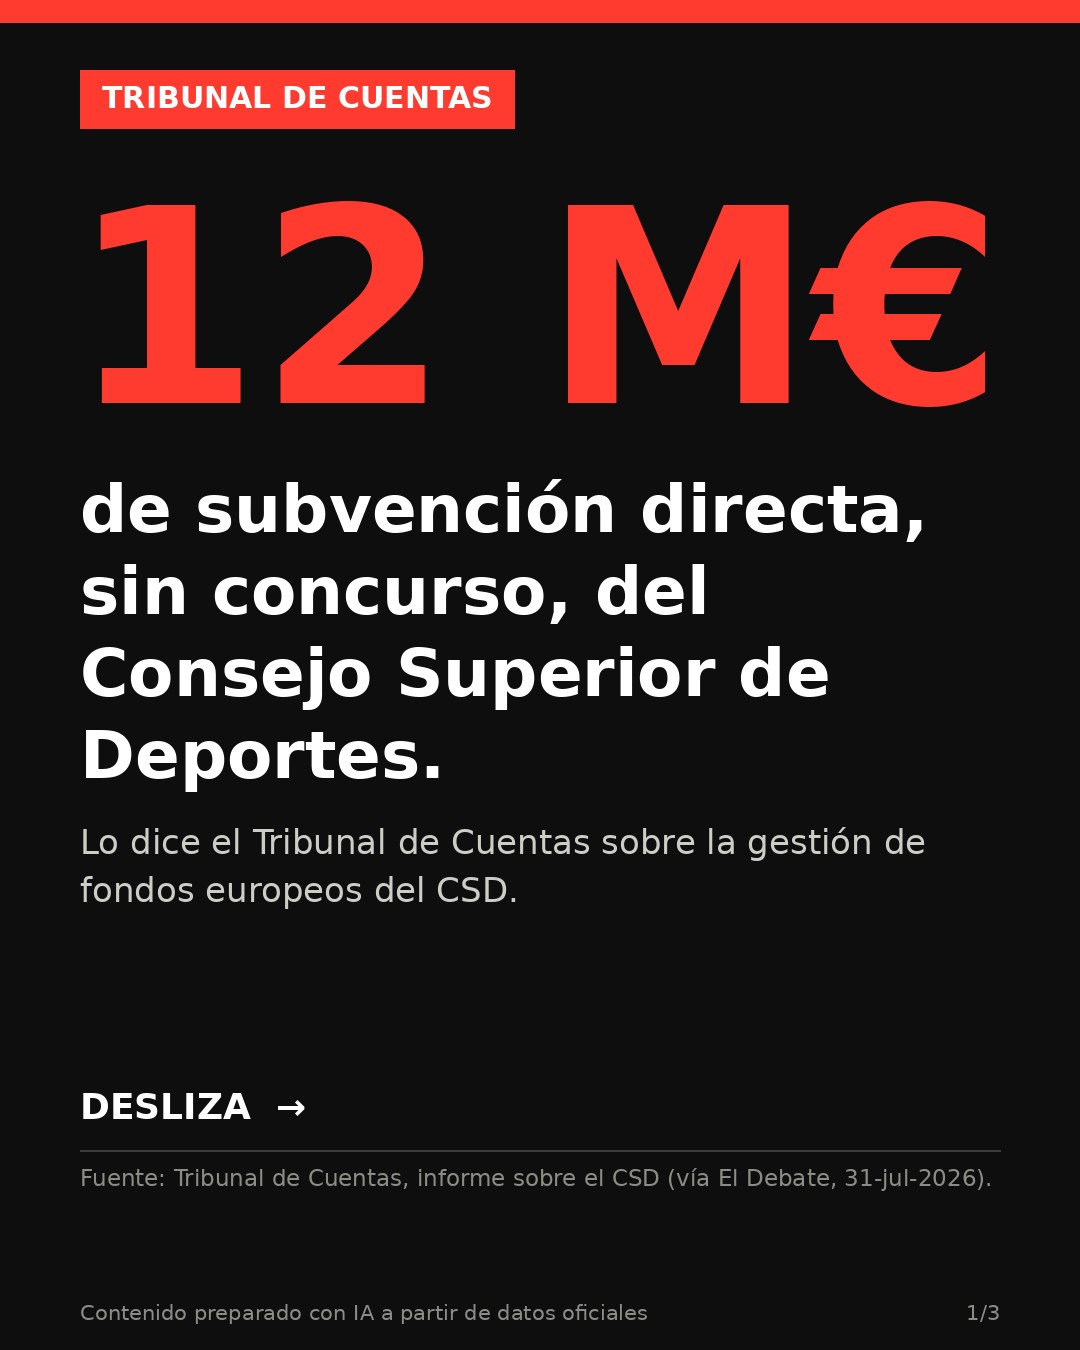 TRIBUNAL DE CUENTAS
12 M€
de subvención directa,
sin concurso, del
Consejo Superior de
Deportes.
Lo dice el Tribunal de Cuentas sobre la gestión de
fondos europeos del CSD.
DESLIZA →
Fuente: Tribunal de Cuentas, informe sobre el CSD (vía El Debate, 31-jul-2026).
Contenido preparado con IA a partir de datos oficiales
1/3